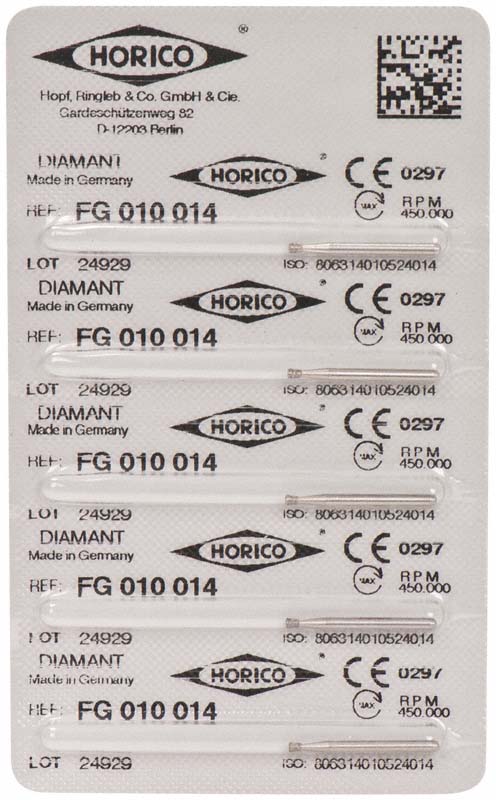 HORICO ®
Hopf, Ringleb & Co. GmbH & Cie.
Gardeschützenweg 82
D-12203 Berlin
DIAMANT
Made in Germany
HORICO ®
CE 0297
REF: FG 010 014
MAX
RPM
450.000
LOT 24929
ISO: 806314010524014
DIAMANT
Made in Germany
HORICO ®
CE 0297
REF: FG 010 014
MAX
RPM
450.000
LOT 24929
ISO: 806314010524014
DIAMANT
Made in Germany
HORICO ®
CE 0297
REF: FG 010 014
MAX
RPM
450.000
LOT 24929
ISO: 806314010524014
DIAMANT
Made in Germany
HORICO ®
CE 0297
REF: FG 010 014
MAX
RPM
450.000
LOT 24929
ISO: 806314010524014
DIAMANT
Made in Germany
HORICO ®
CE 0297
REF: FG 010 014
MAX
RPM
450.000
LOT 24929
ISO: 806314010524014